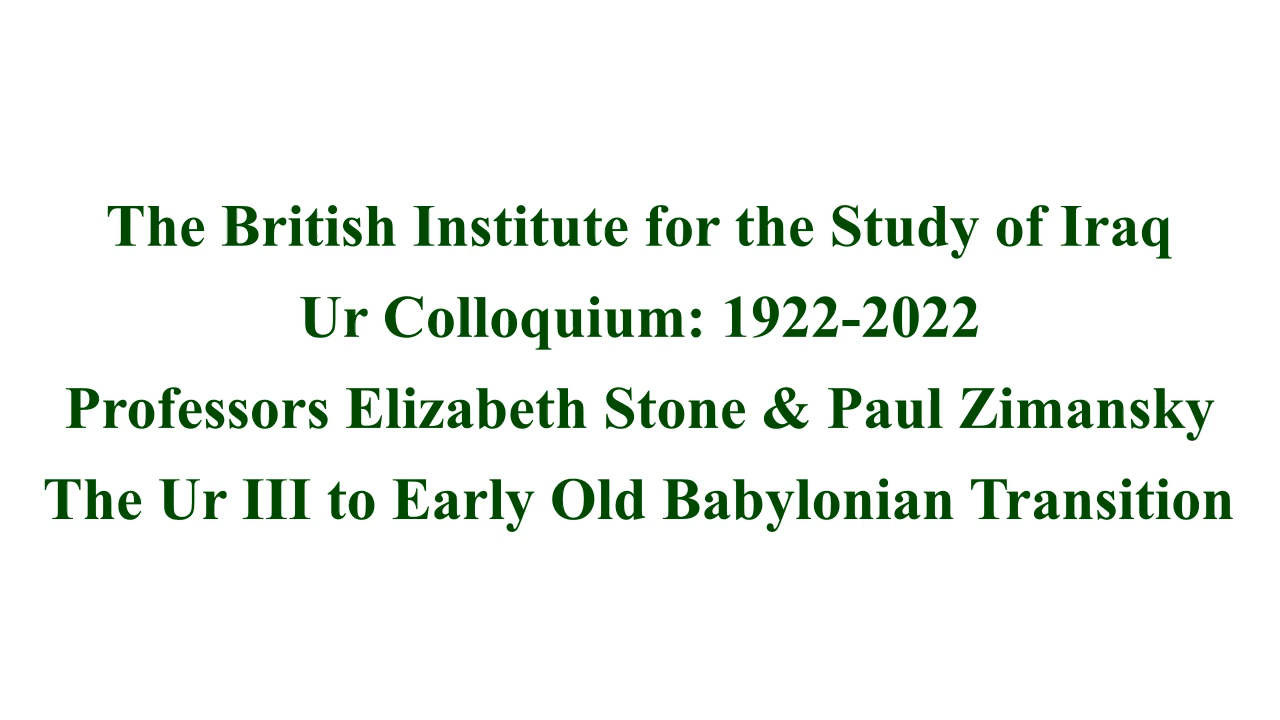 The British Institute for the Study of Iraq
Ur Colloquium: 1922-2022
Professors Elizabeth Stone & Paul Zimansky
The Ur III to Early Old Babylonian Transition